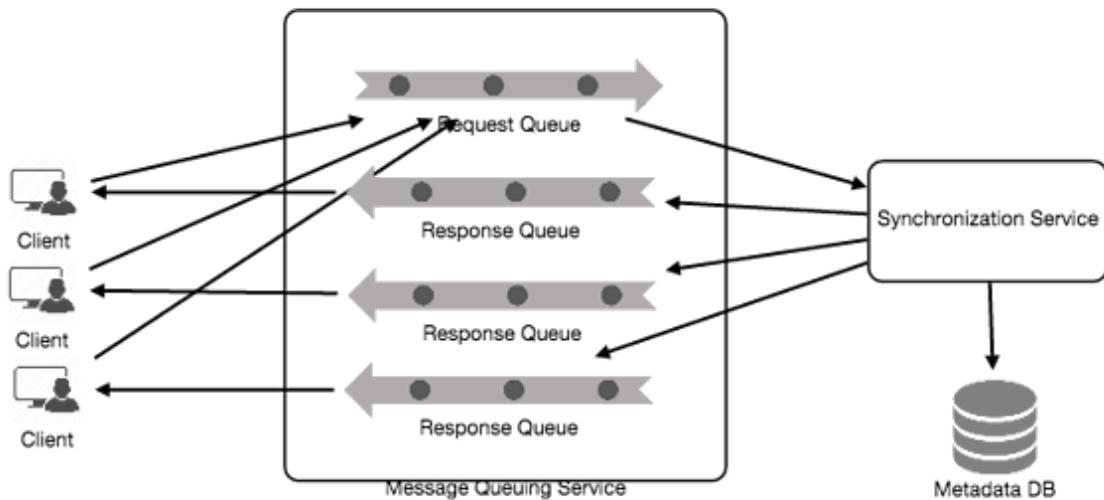 Request Queue
Client
Response Queue
Synchronization Service
Client
Response Queue
Client
Response Queue
Message Queuing Service
Metadata DB